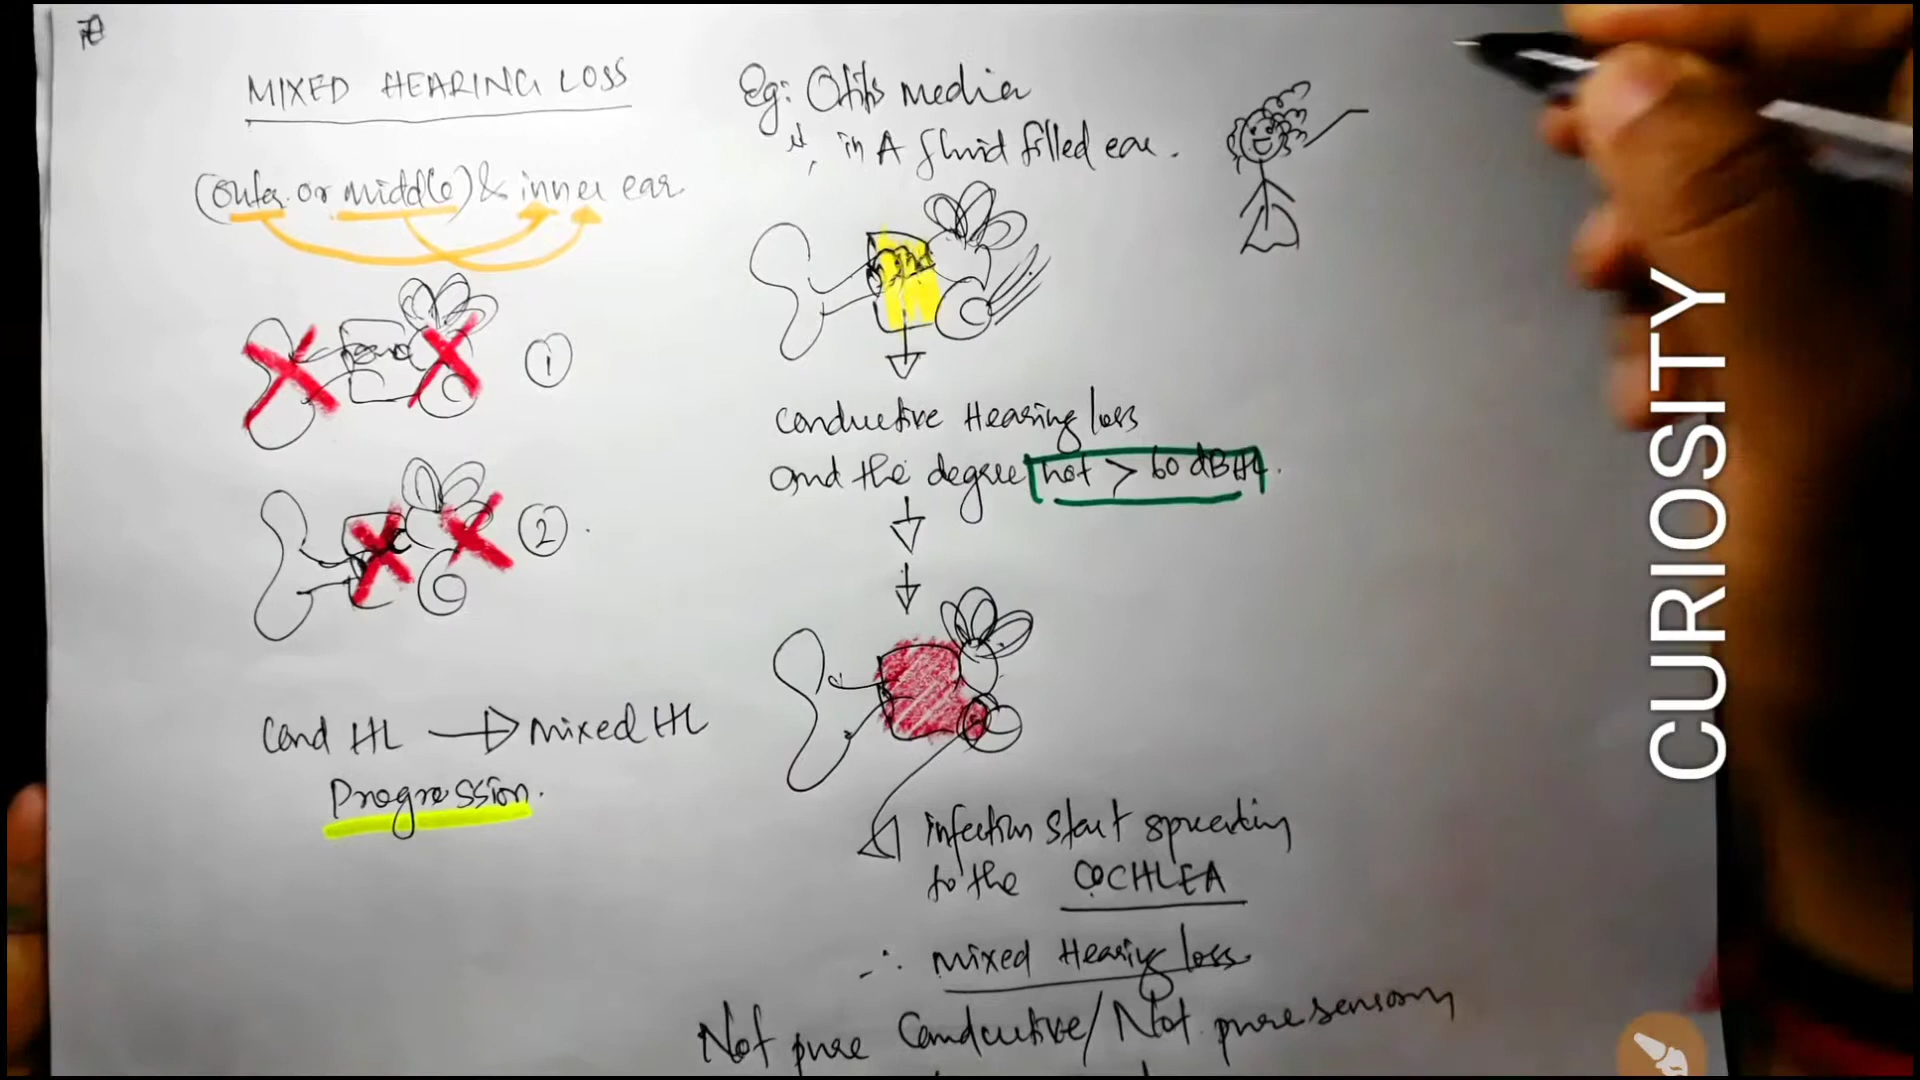 MIXED HEARING LOSS
(outer or middle) & inner ear
1
2
Cond HL → mixed HL
Progression.
Eg: Otitis media
in A fluid filled ear.
Conductive Hearing loss
and the degree not > 60 dBHL.
infection start spreading
to the COCHLEA
∴ mixed Hearing loss
Not pure Conductive/Not pure sensory
CURIOSITY